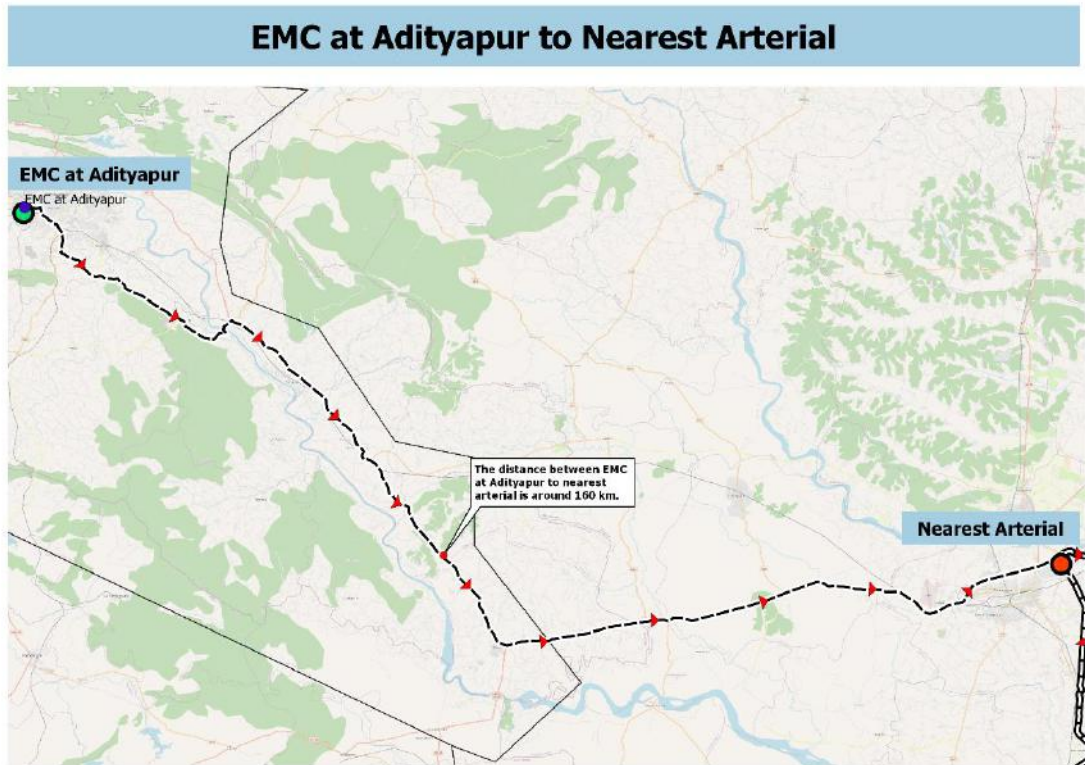 EMC at Adityapur to Nearest Arterial
EMC at Adityapur
EMC at Adityapur
The distance between EMC
at Adityapur to nearest
arterial is around 160 km.
Nearest Arterial